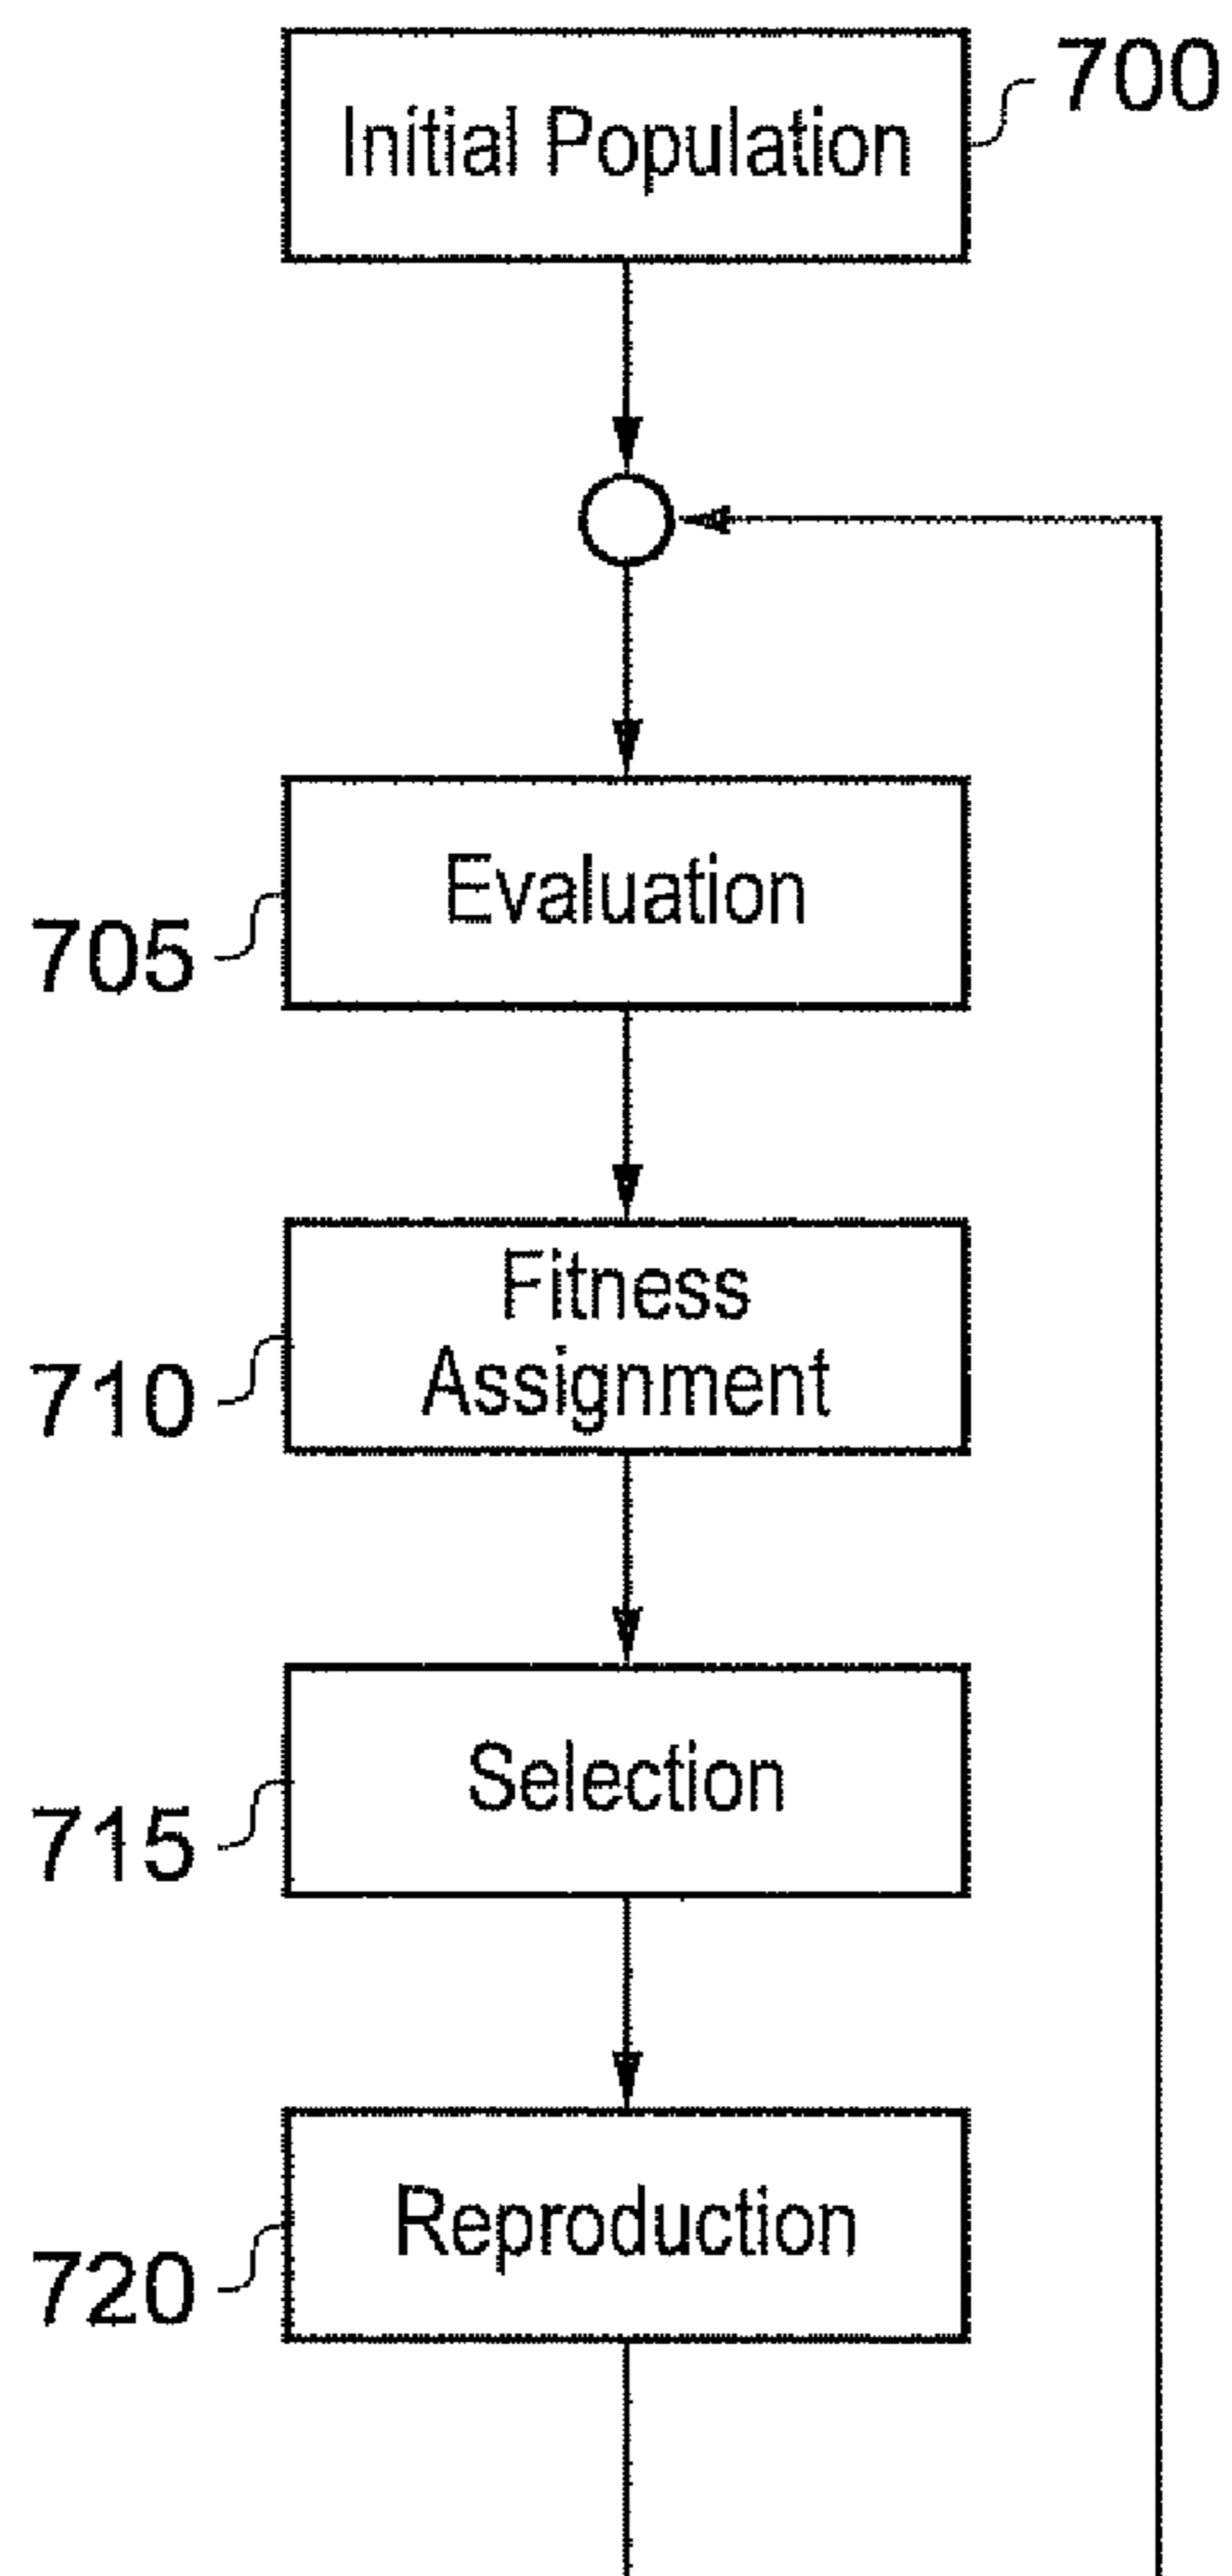 Initial Population
700
Evaluation
705
Fitness
Assignment
710
Selection
715
Reproduction
720